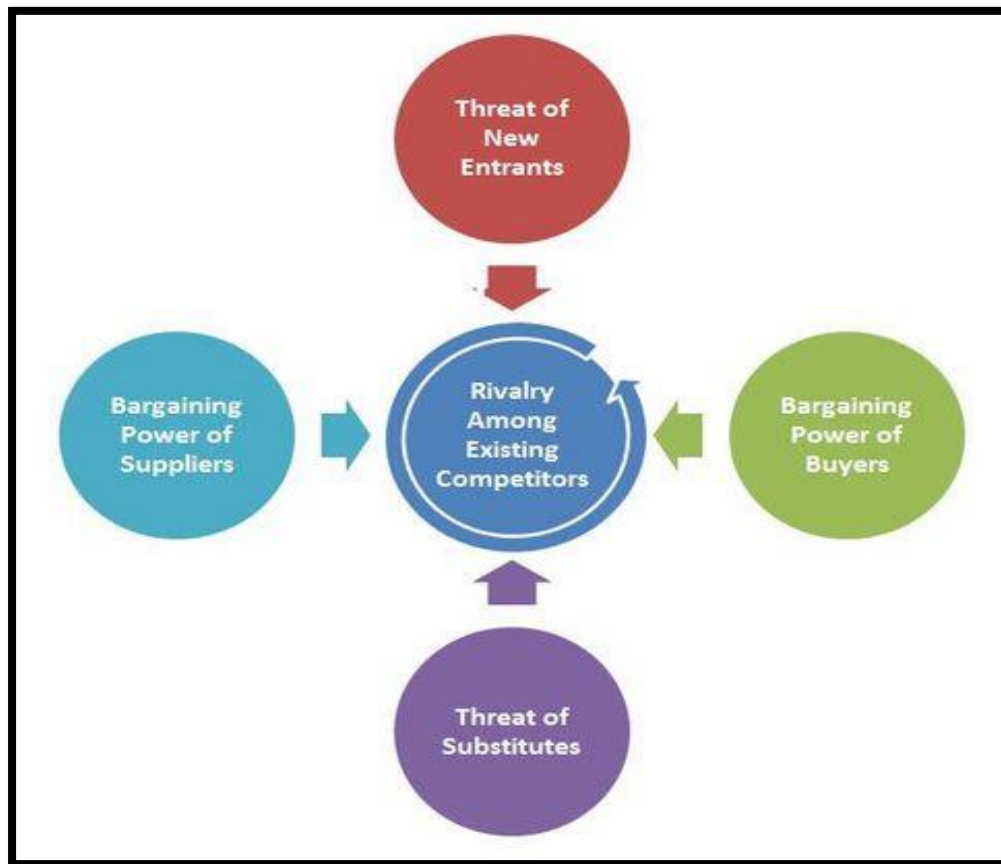 Threat of
New
Entrants
Bargaining
Power of
Suppliers
Rivalry
Among
Existing
Competitors
Bargaining
Power of
Buyers
Threat of
Substitutes